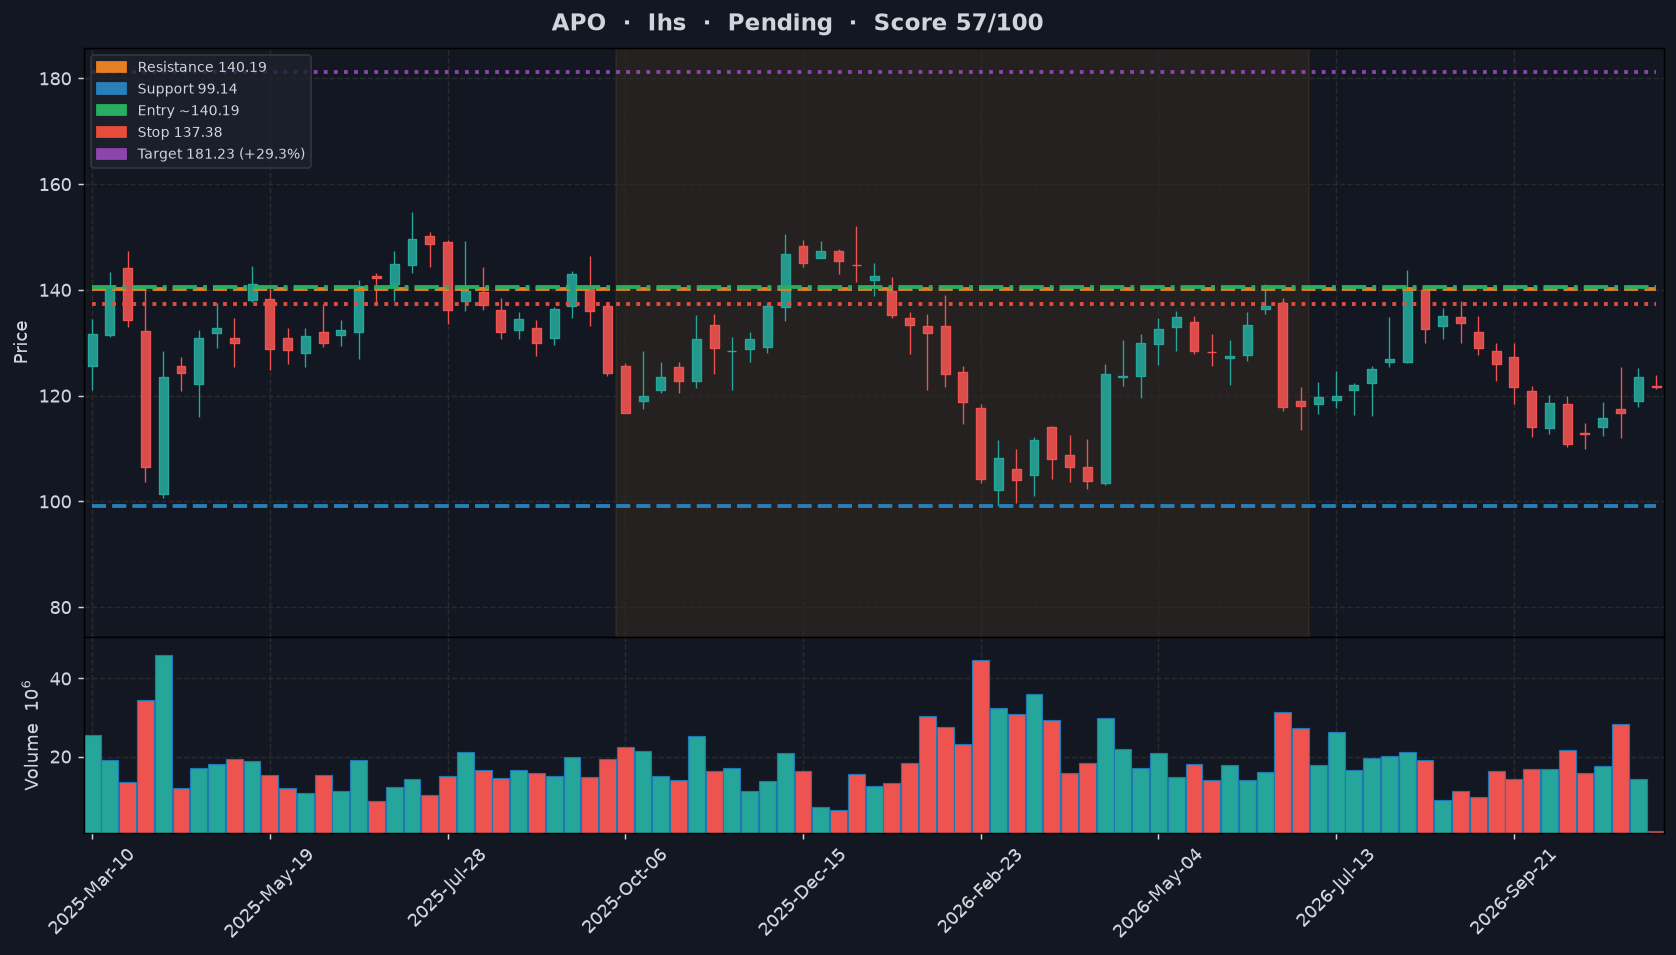 APO · Ihs · Pending · Score 57/100
Resistance 140.19
Support 99.14
Entry ~140.19
Stop 137.38
Target 181.23 (+29.3%)
Price
180
160
140
120
100
80
Volume 10⁶
40
20
2025-Mar-10
2025-May-19
2025-Jul-28
2025-Oct-06
2025-Dec-15
2026-Feb-23
2026-May-04
2026-Jul-13
2026-Sep-21